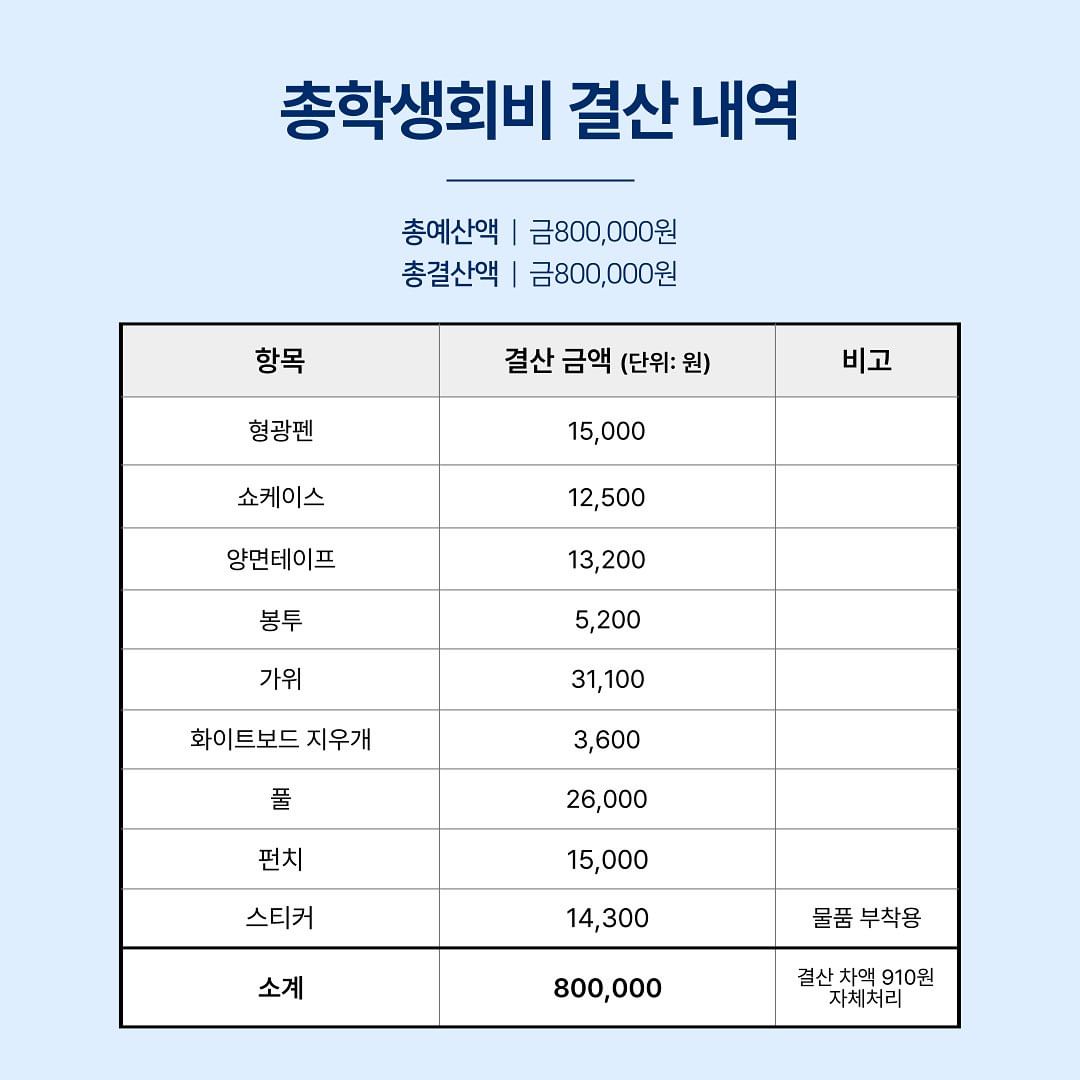 총학생회비 결산 내역
총예산액 | 금800,000원
총결산액 | 금800,000원
항목 결산 금액 (단위: 원) 비고
형광펜 15,000
쇼케이스 12,500
양면테이프 13,200
봉투 5,200
가위 31,100
화이트보드 지우개 3,600
풀 26,000
펀치 15,000
스티커 14,300 물품 부착용
소계 800,000 결산 차액 910원
자체처리